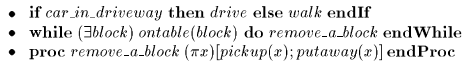 • if car_in_driveway then drive else walk endIf
• while (∃block) ontable(block) do remove_a_block endWhile
• proc remove_a_block (πx)[pickup(x); putaway(x)] endProc